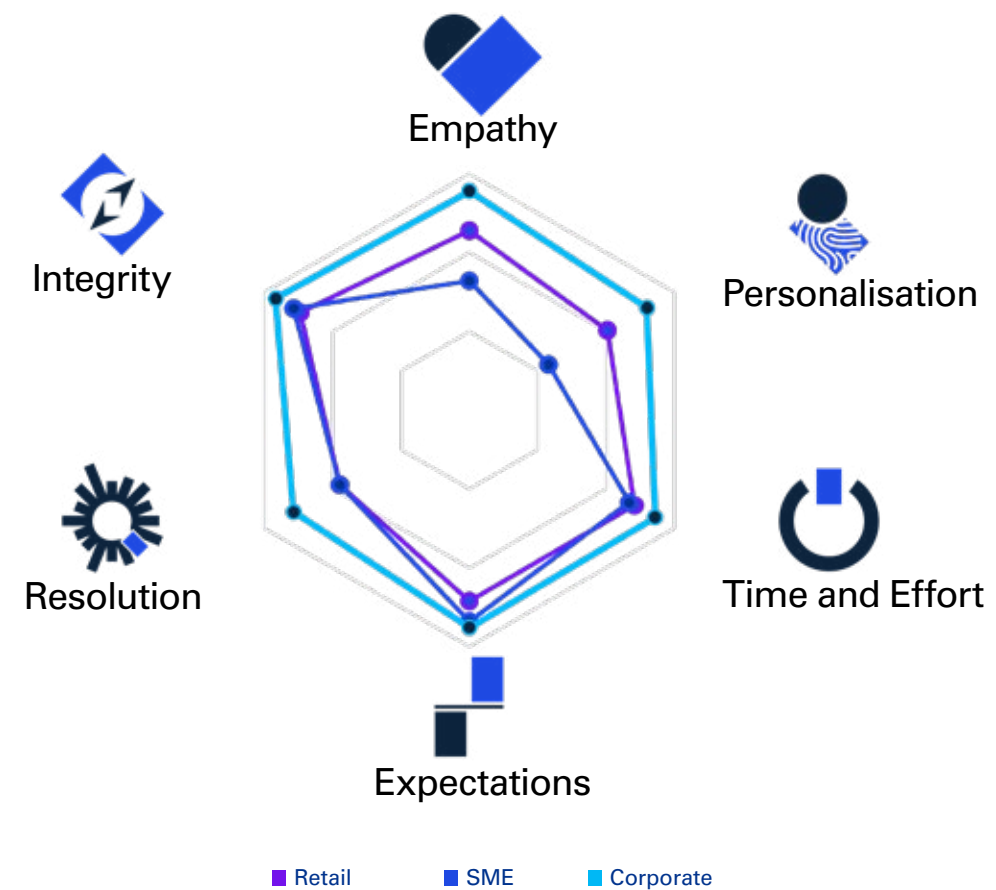 Empathy
Integrity
Personalisation
Resolution
Time and Effort
Expectations
Retail
SME
Corporate